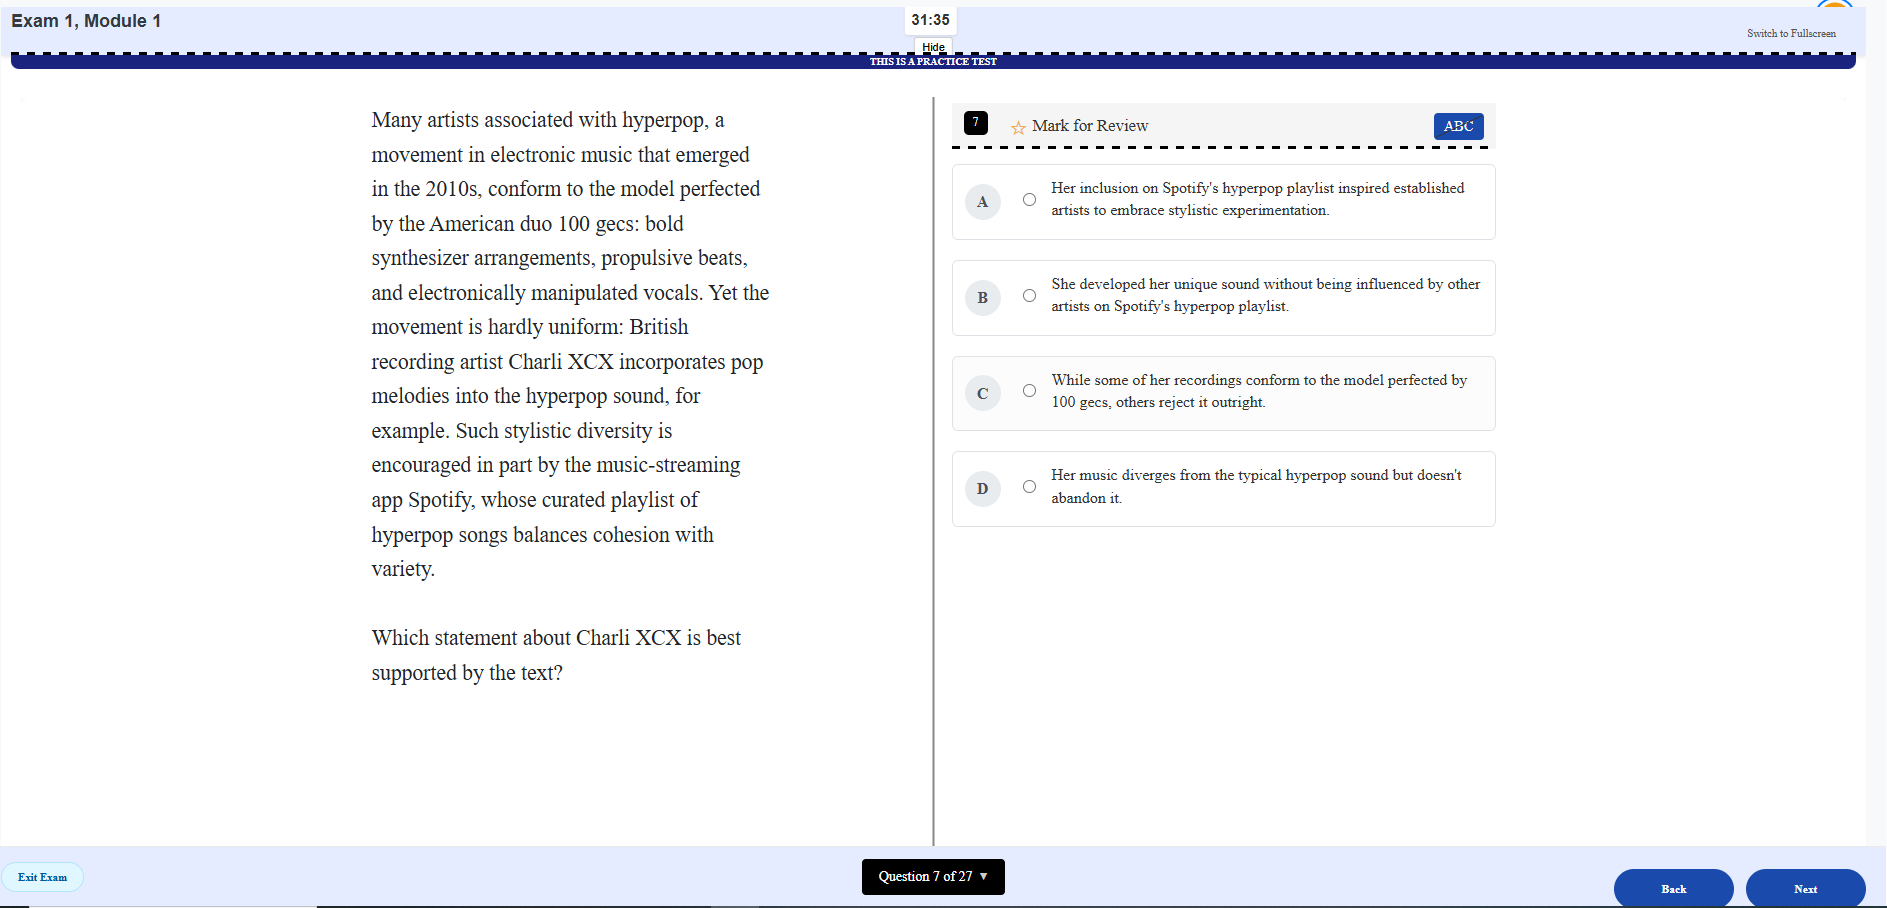 Exam 1, Module 1
31:35
Hide
Switch to Fullscreen
THIS IS A PRACTICE TEST
Many artists associated with hyperpop, a
movement in electronic music that emerged
in the 2010s, conform to the model perfected
by the American duo 100 gecs: bold
synthesizer arrangements, propulsive beats,
and electronically manipulated vocals. Yet the
movement is hardly uniform: British
recording artist Charli XCX incorporates pop
melodies into the hyperpop sound, for
example. Such stylistic diversity is
encouraged in part by the music-streaming
app Spotify, whose curated playlist of
hyperpop songs balances cohesion with
variety.
Which statement about Charli XCX is best
supported by the text?
7
Mark for Review
ABC
A
Her inclusion on Spotify's hyperpop playlist inspired established
artists to embrace stylistic experimentation.
B
She developed her unique sound without being influenced by other
artists on Spotify's hyperpop playlist.
C
While some of her recordings conform to the model perfected by
100 gecs, others reject it outright.
D
Her music diverges from the typical hyperpop sound but doesn't
abandon it.
Exit Exam
Question 7 of 27 ▼
Back
Next